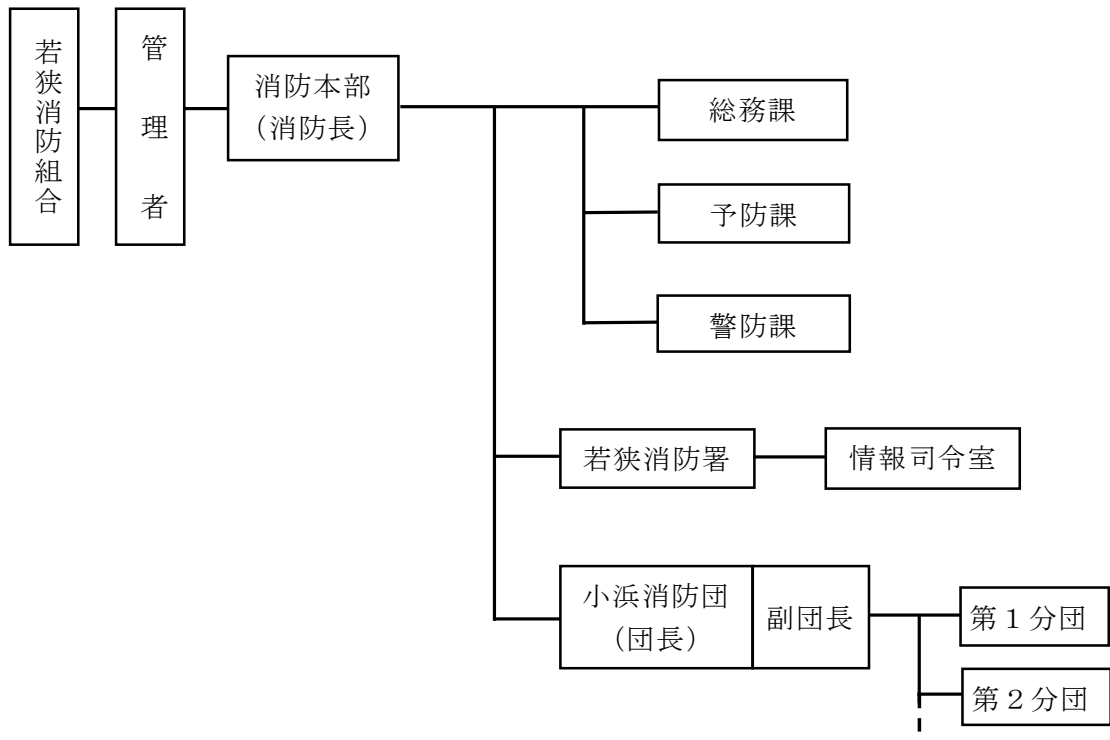 若狭消防組合
管理者
消防本部
（消防長）
総務課
予防課
警防課
若狭消防署
情報司令室
小浜消防団
（団長）
副団長
第１分団
第２分団